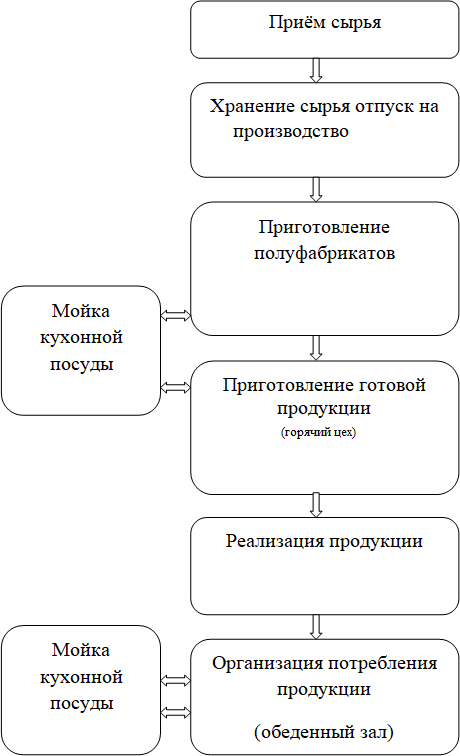 Приём сырья
Хранение сырья отпуск на
производство
Приготовление
полуфабрикатов
Мойка
кухонной
посуды
Приготовление готовой
продукции
(горячий цех)
Реализация продукции
Мойка
кухонной
посуды
Организация потребления
продукции
(обеденный зал)